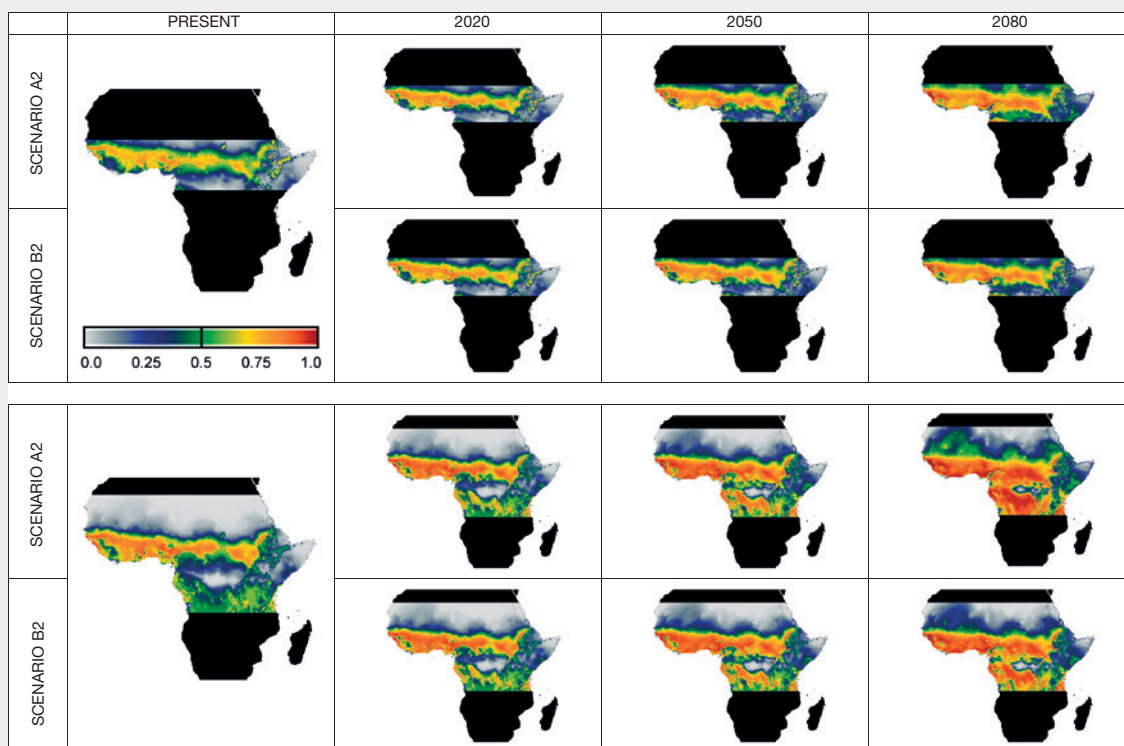 PRESENT
2020
2050
2080
SCENARIO A2
SCENARIO B2
0.0 0.25 0.5 0.75 1.0
SCENARIO A2
SCENARIO B2